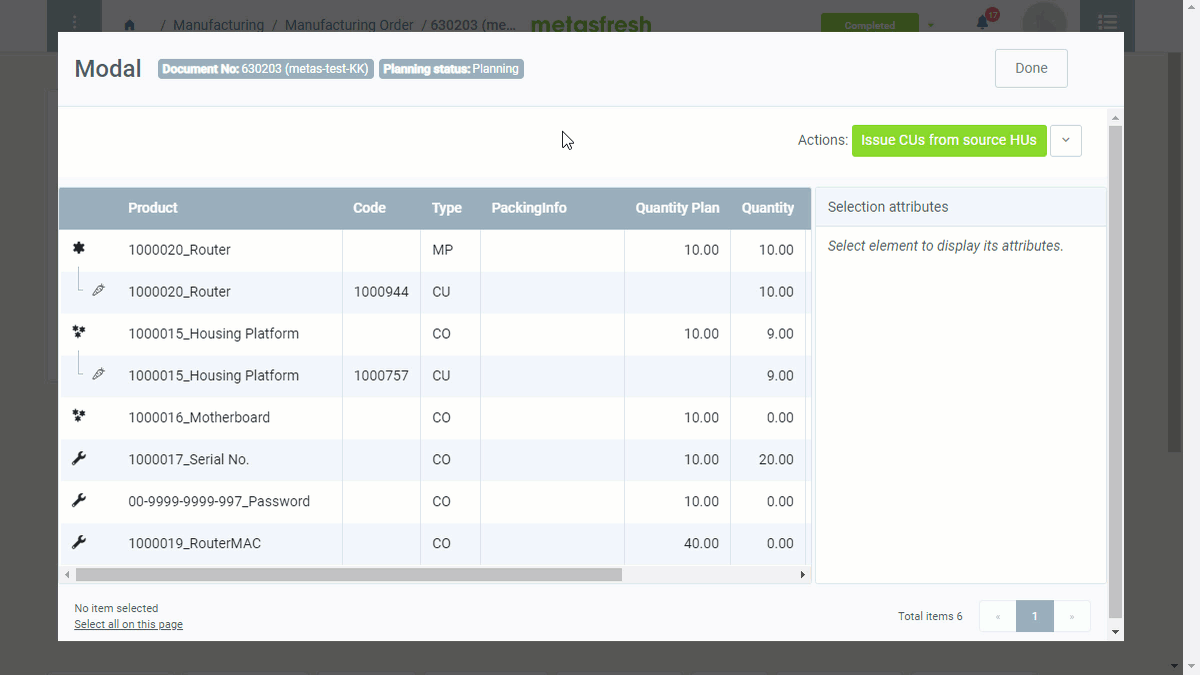 / Manufacturing / Manufacturing Order / 630203 (me... metasfresh Completed 17
Modal Document No: 630203 (metas-test-KK) Planning status: Planning Done
Actions: Issue CUs from source HUs
Product Code Type PackingInfo Quantity Plan Quantity Selection attributes
1000020_Router MP 10.00 10.00 Select element to display its attributes.
1000020_Router 1000944 CU 10.00
1000015_Housing Platform CO 10.00 9.00
1000015_Housing Platform 1000757 CU 9.00
1000016_Motherboard CO 10.00 0.00
1000017_Serial No. CO 10.00 20.00
00-9999-9999-997_Password CO 10.00 0.00
1000019_RouterMAC CO 40.00 0.00
No item selected
Select all on this page
Total items 6 « 1 »